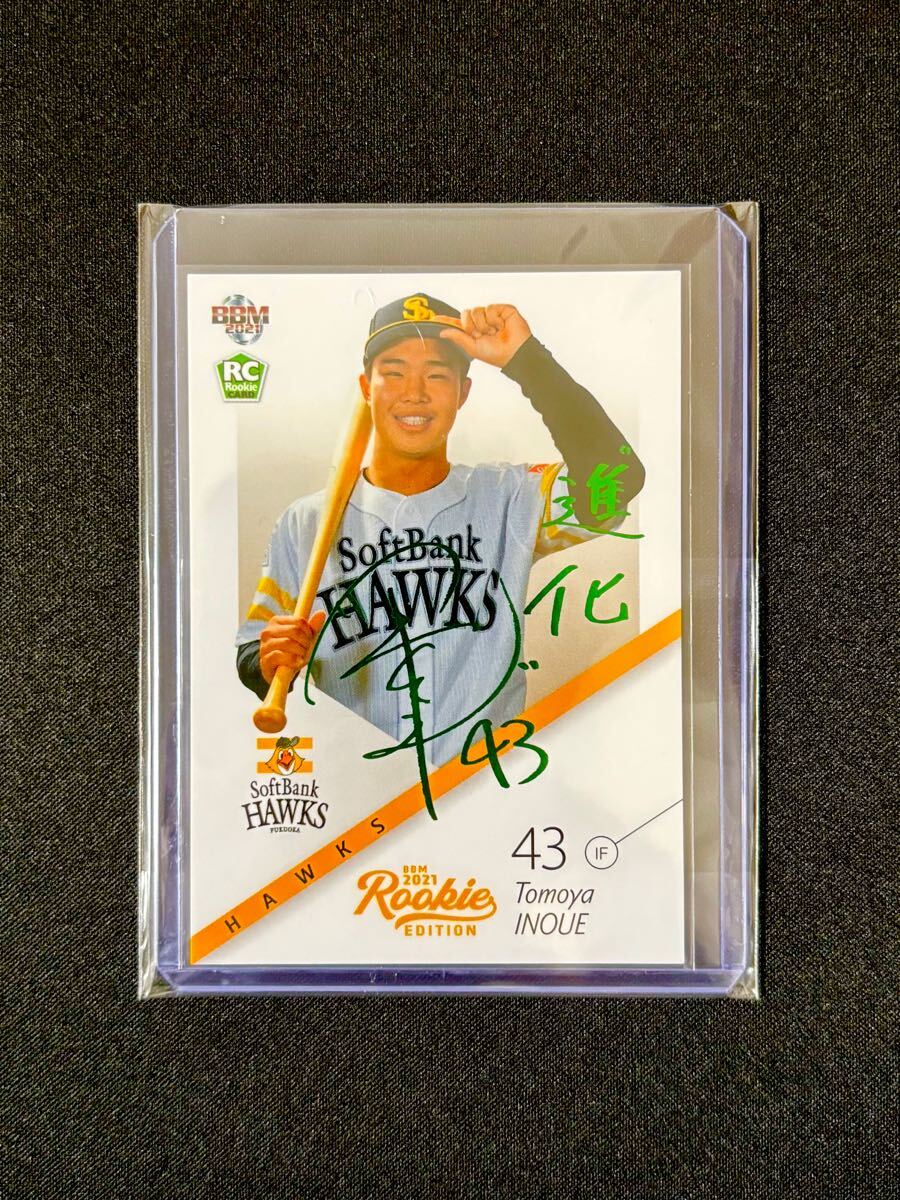 BBM
2021
RC
Rookie
CARD
SL
進
化
SoftBank
HAWKS
43
SoftBank
HAWKS
FUKUOKA
HAWKS
BBM
2021
Rookie
EDITION
43 IF
Tomoya
INOUE